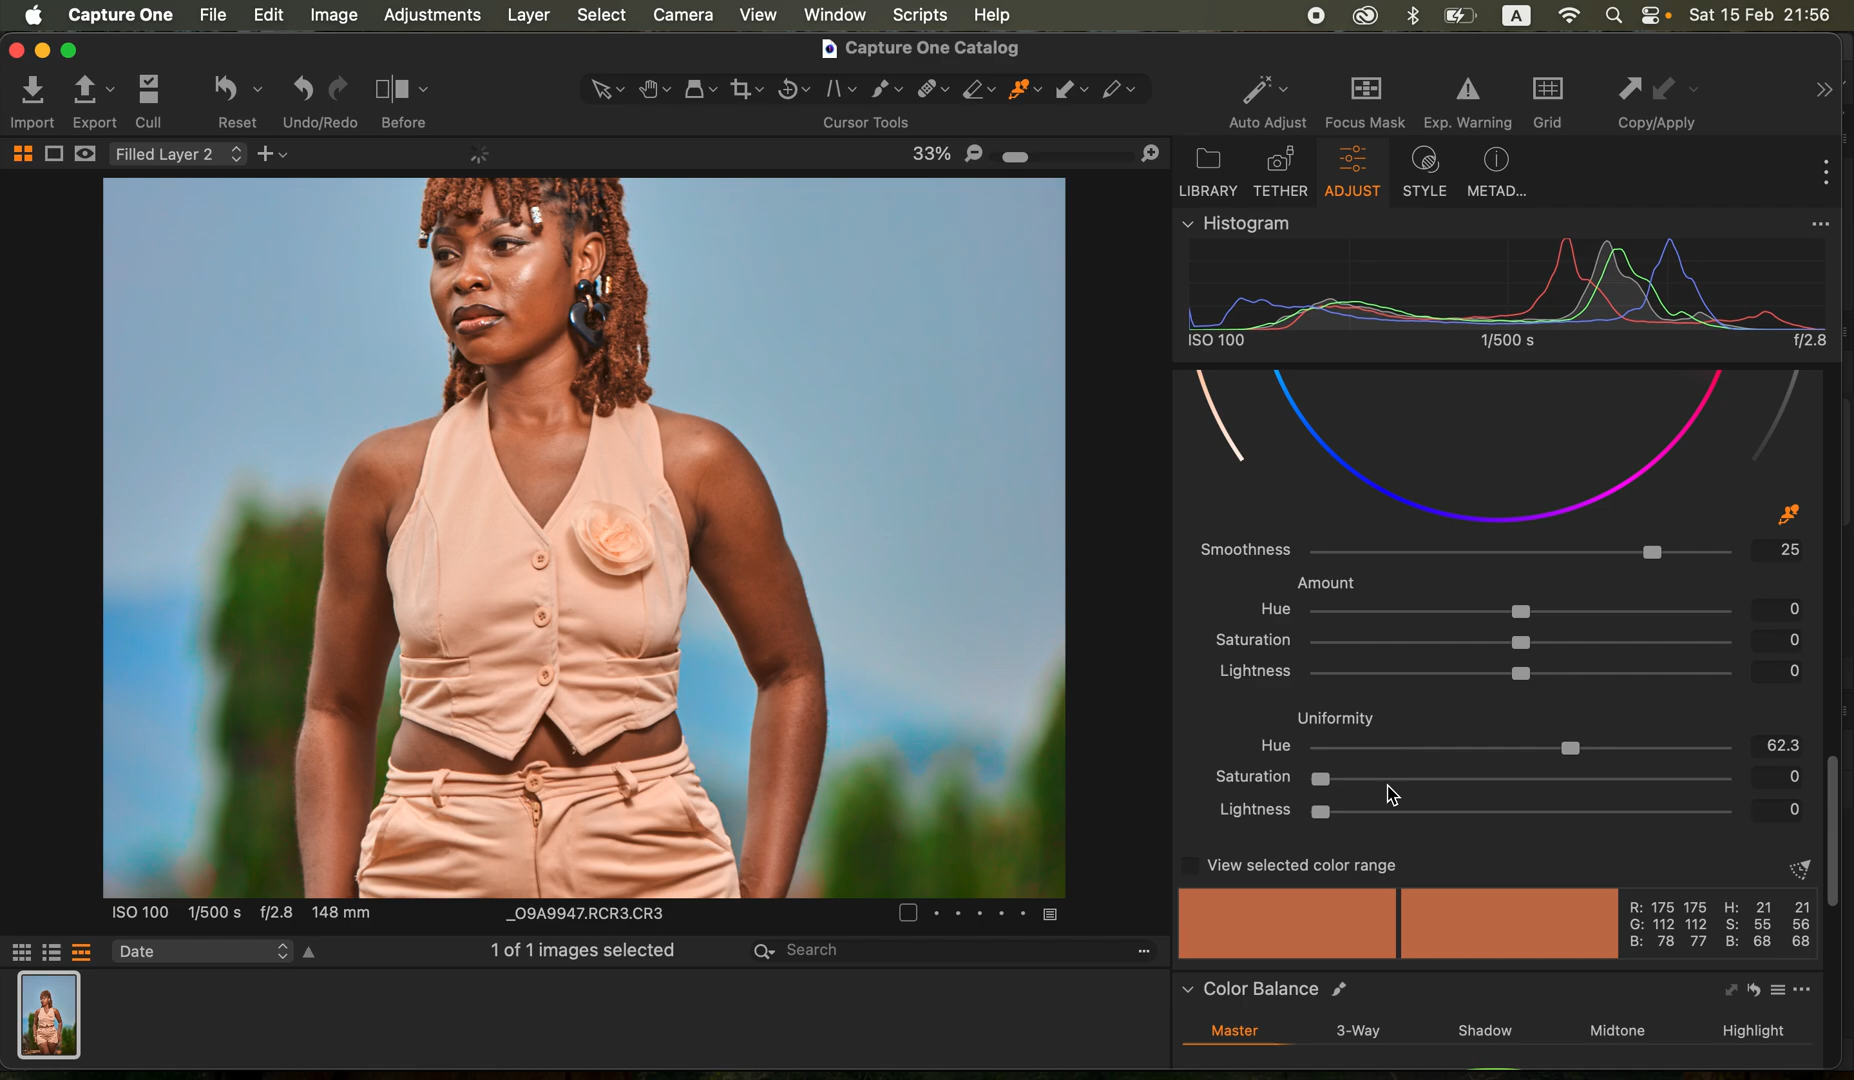 Capture One File Edit Image Adjustments Layer Select Camera View Window Scripts Help A Sat 15 Feb 21:56
Capture One Catalog
Import Export Cull Reset Undo/Redo Before Cursor Tools Auto Adjust Focus Mask Exp. Warning Grid Copy/Apply
Filled Layer 2 33%
LIBRARY TETHER ADJUST STYLE METAD...
Histogram
ISO 100 1/500 s f/2.8
Smoothness 25
Amount
Hue 0
Saturation 0
Lightness 0
Uniformity
Hue 62.3
Saturation 0
Lightness 0
View selected color range
R: 175 175 H: 21 21
G: 112 112 S: 55 56
B: 78 77 B: 68 68
ISO 100 1/500 s f/2.8 148 mm _O9A9947.RCR3.CR3
Date 1 of 1 images selected Search
Color Balance
Master 3-Way Shadow Midtone Highlight